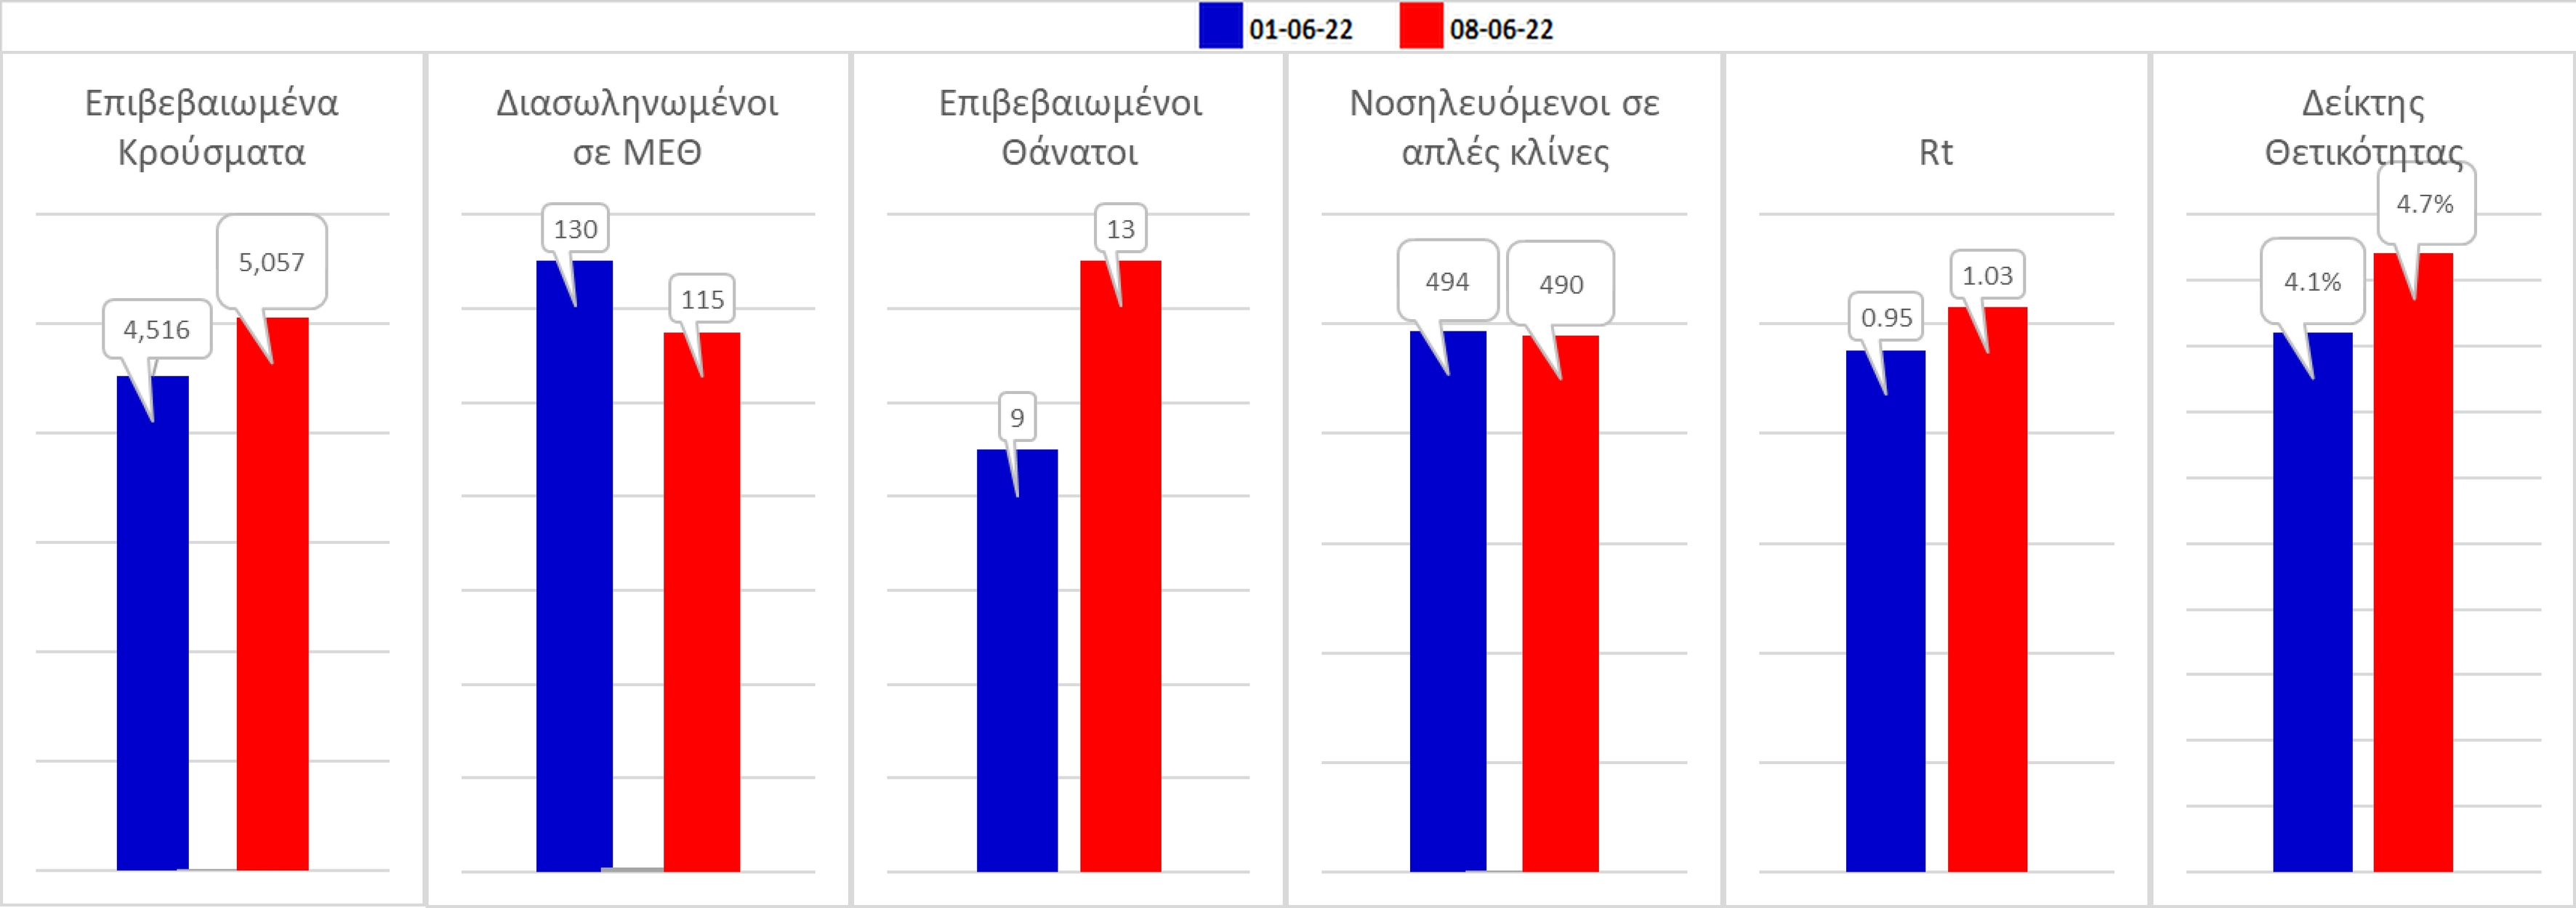 01-06-22 08-06-22
Επιβεβαιωμένα
Κρούσματα
4,516
5,057
Διασωληνωμένοι
σε ΜΕΘ
130
115
Επιβεβαιωμένοι
Θάνατοι
9
13
Νοσηλευόμενοι σε
απλές κλίνες
494
490
Rt
0.95
1.03
Δείκτης
Θετικότητας
4.1%
4.7%